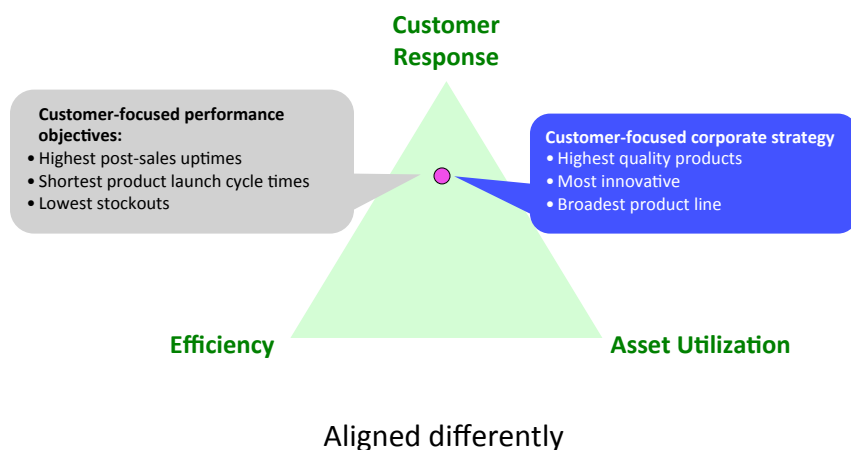 Customer
Response
Customer-focused performance
objectives:
• Highest post-sales uptimes
• Shortest product launch cycle times
• Lowest stockouts
Customer-focused corporate strategy
• Highest quality products
• Most innovative
• Broadest product line
Efficiency
Asset Utilization
Aligned differently